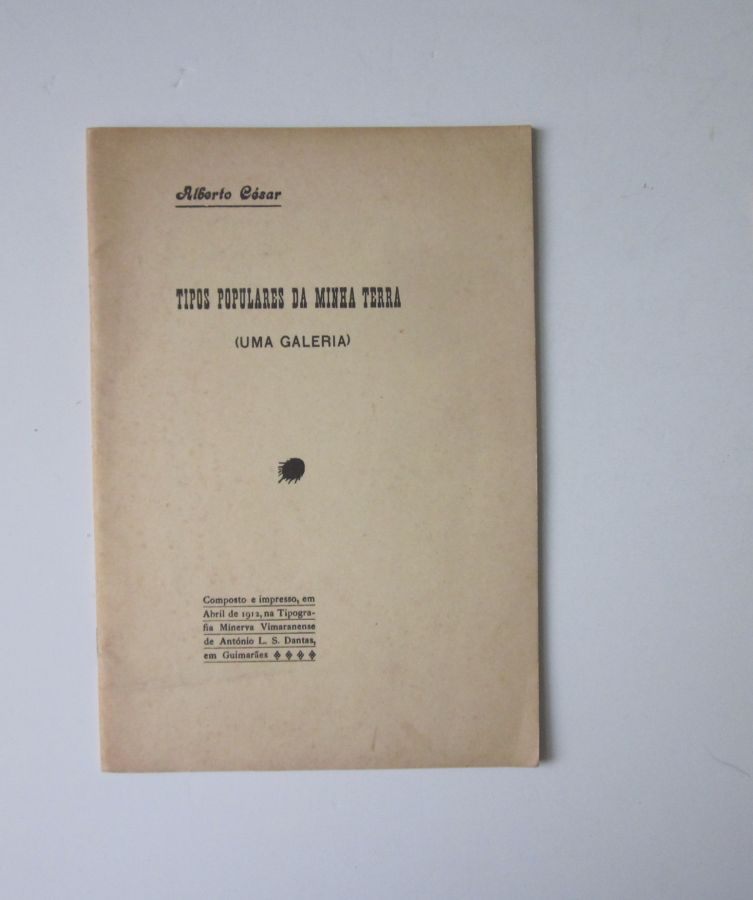 Alberto César
TIPOS POPULARES DA MINHA TERRA
(UMA GALERIA)
Composto e impresso, em
Abril de 1912, na Tipogra-
fia Minerva Vimaranense
de António L. S. Dantas,
em Guimarães